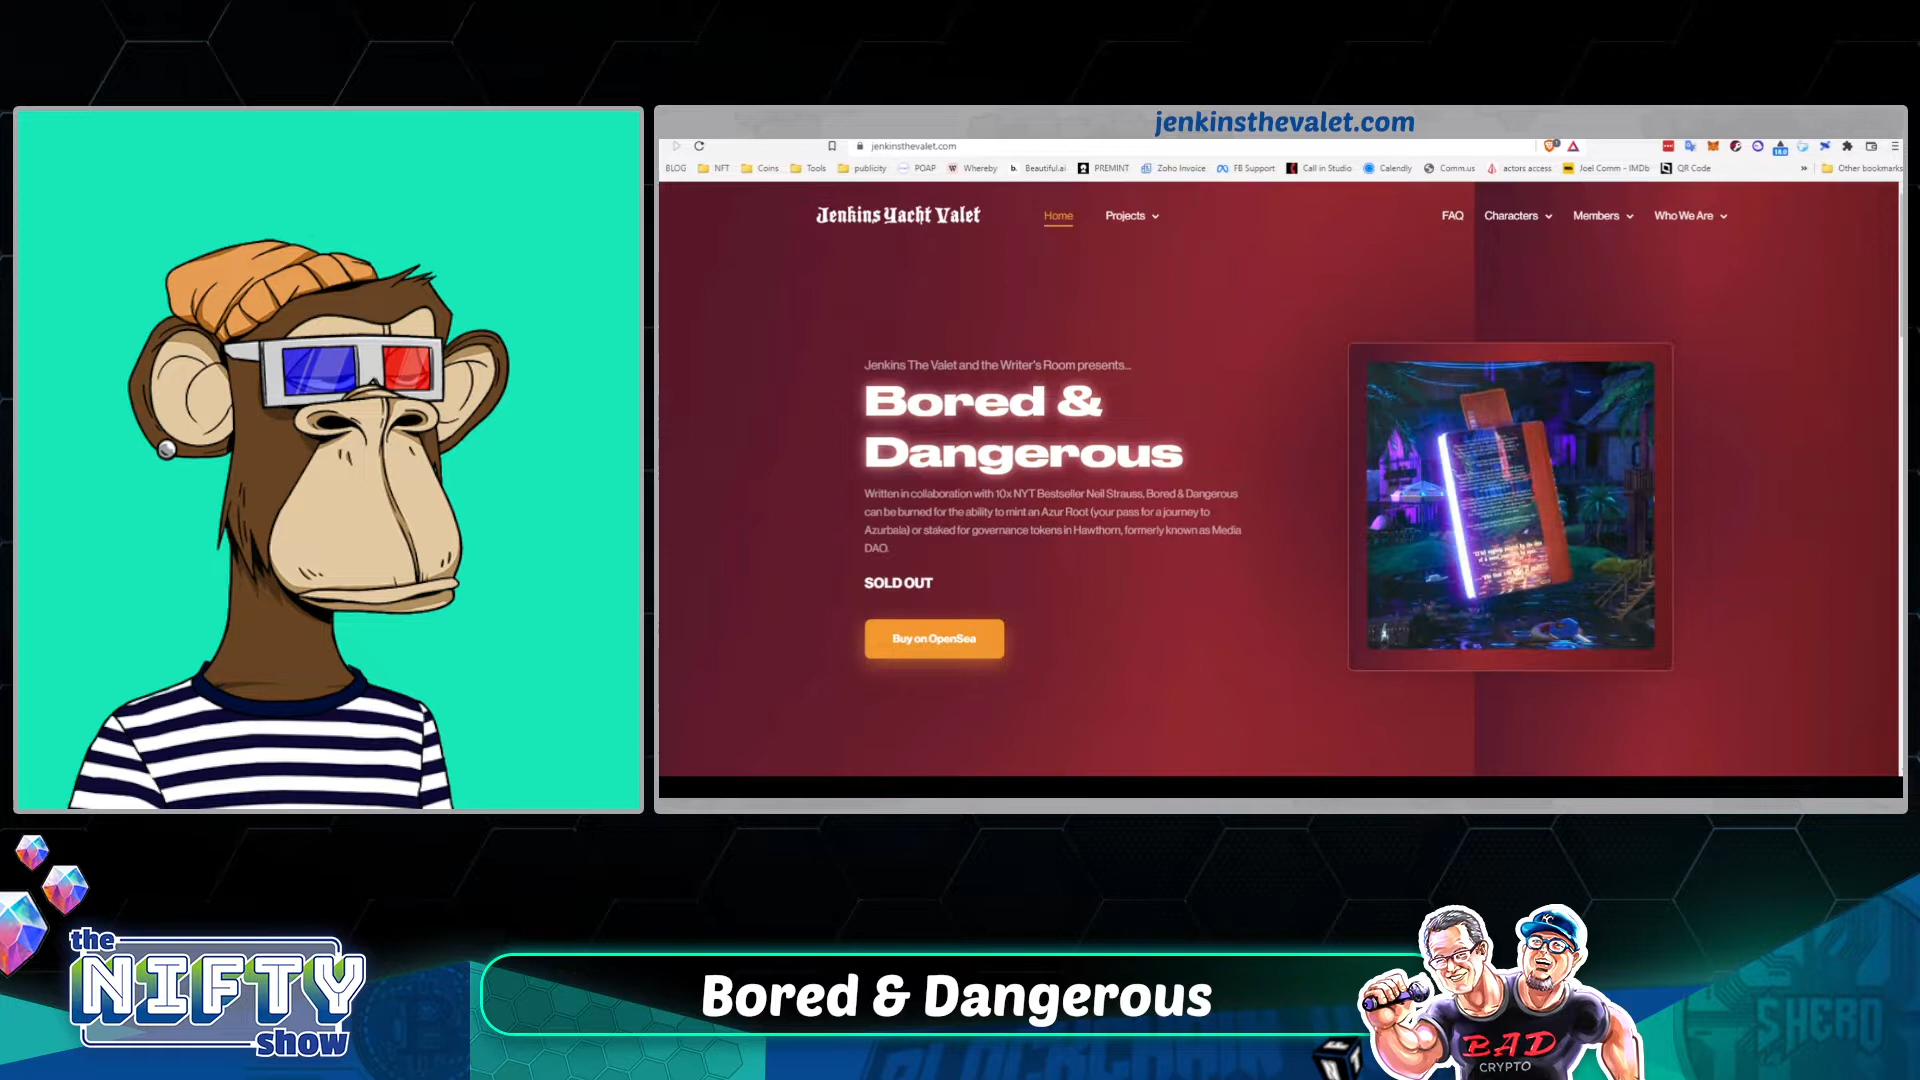 jenkinsthevalet.com
jenkinsthevalet.com
BLOG NFT Coins Tools publicity POAP Whereby Beautiful.ai PREMINT Zoho Invoice FB Support Call in Studio Calendly Comm.us actors access Joel Comm - IMDb QR Code » Other bookmarks
Jenkins Yacht Valet Home Projects FAQ Characters Members Who We Are
Jenkins The Valet and the Writer's Room presents...
Bored &
Dangerous
Written in collaboration with 10x NYT Bestseller Neil Strauss, Bored & Dangerous
can be burned for the ability to mint an Azur Root (your pass for a journey to
Azurbala) or staked for governance tokens in Hawthorn, formerly known as Media
DAO.
SOLD OUT
Buy on OpenSea
the
NIFTY
show
Bored & Dangerous
KC
BAD
CRYPTO
$HERO